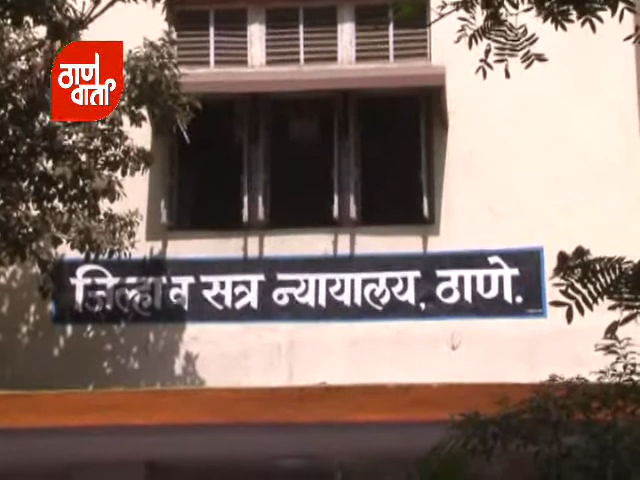 ठाणे
वार्ता
जिल्हा व सत्र न्यायालय, ठाणे.